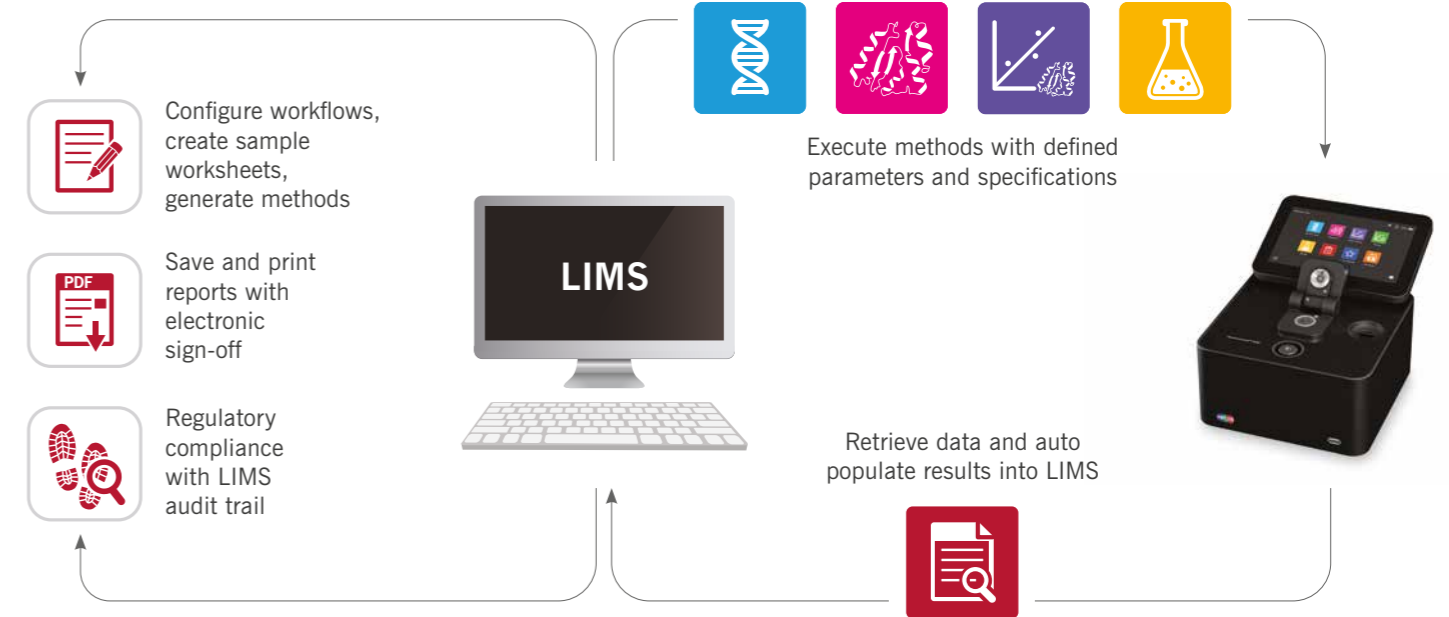 Configure workflows,
create sample
worksheets,
generate methods
PDF
Save and print
reports with
electronic
sign-off
Regulatory
compliance
with LIMS
audit trail
LIMS
Execute methods with defined
parameters and specifications
Retrieve data and auto
populate results into LIMS